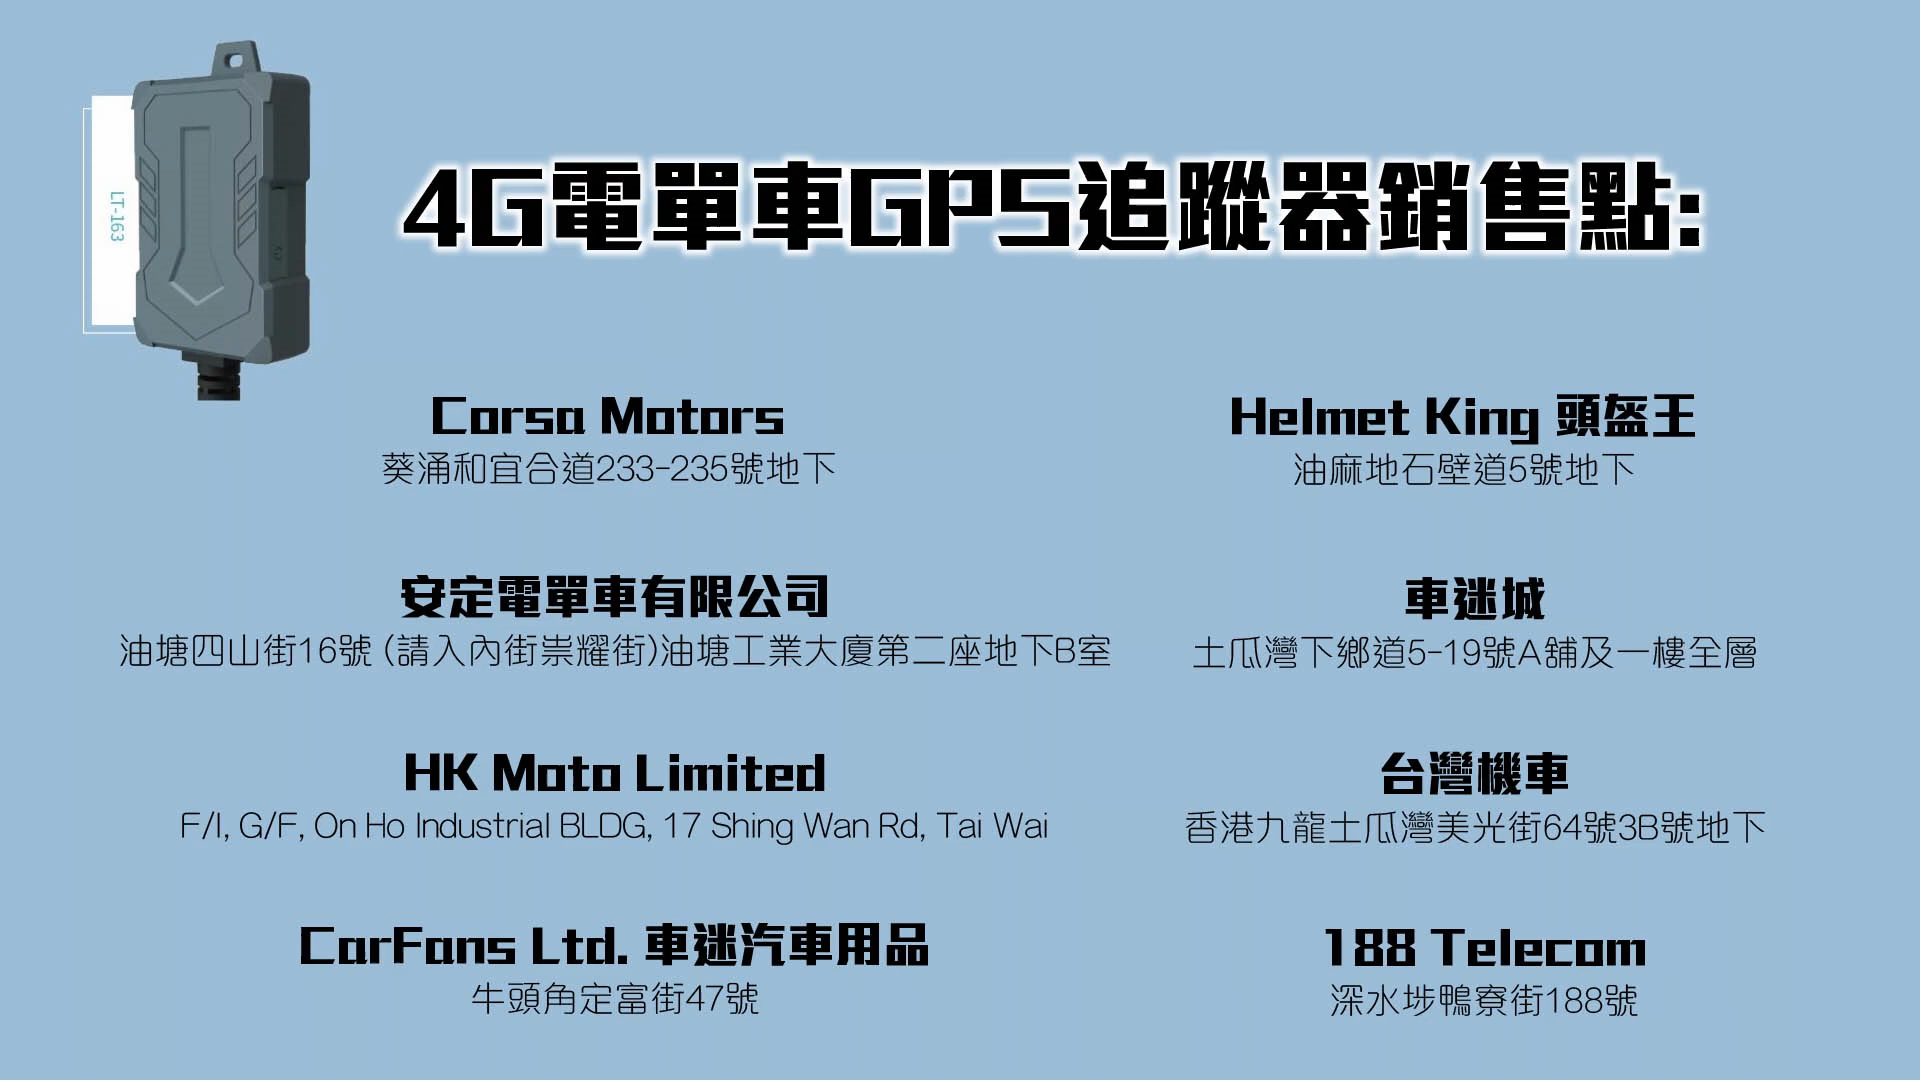 LT-163
4G電單車GPS追蹤器銷售點:
Corsa Motors
葵涌和宜合道233-235號地下
Helmet King 頭盔王
油麻地石壁道5號地下
安定電單車有限公司
油塘四山街16號 (請入內街崇耀街)油塘工業大廈第二座地下B室
車迷城
土瓜灣下鄉道5-19號A舖及一樓全層
HK Moto Limited
F/I, G/F, On Ho Industrial BLDG, 17 Shing Wan Rd, Tai Wai
台灣機車
香港九龍土瓜灣美光街64號3B號地下
CarFans Ltd. 車迷汽車用品
牛頭角定富街47號
188 Telecom
深水埗鴨寮街188號